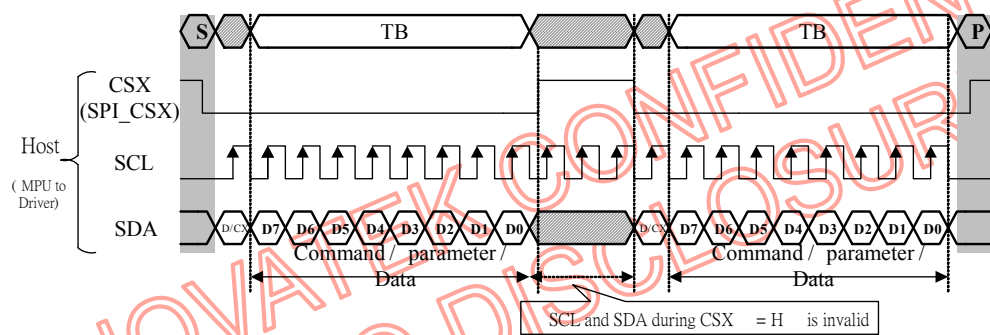 S TB TB P
CSX
(SPI_CSX)
Host
SCL
( MPU to
Driver)
SDA D/CX D7 D6 D5 D4 D3 D2 D1 D0 D/CX D7 D6 D5 D4 D3 D2 D1 D0
Command / parameter / Command / parameter /
Data Data
SCL and SDA during CSX = H is invalid
NOVATEK CONFIDEN
DISCLOSUR